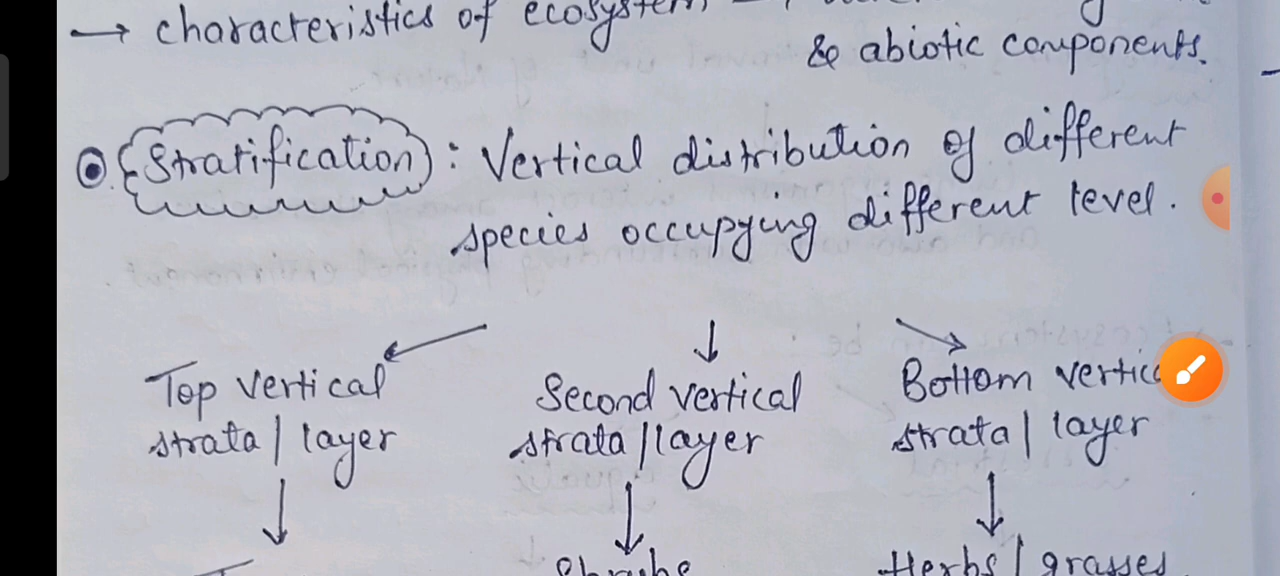 → characteristics of ecosystem →
& abiotic components.
Stratification : Vertical distribution of different
species occupying different level.
Top vertical
strata / layer
Second vertical
strata / layer
Bottom
strata / layer
Shrubs
Herbs / grasses